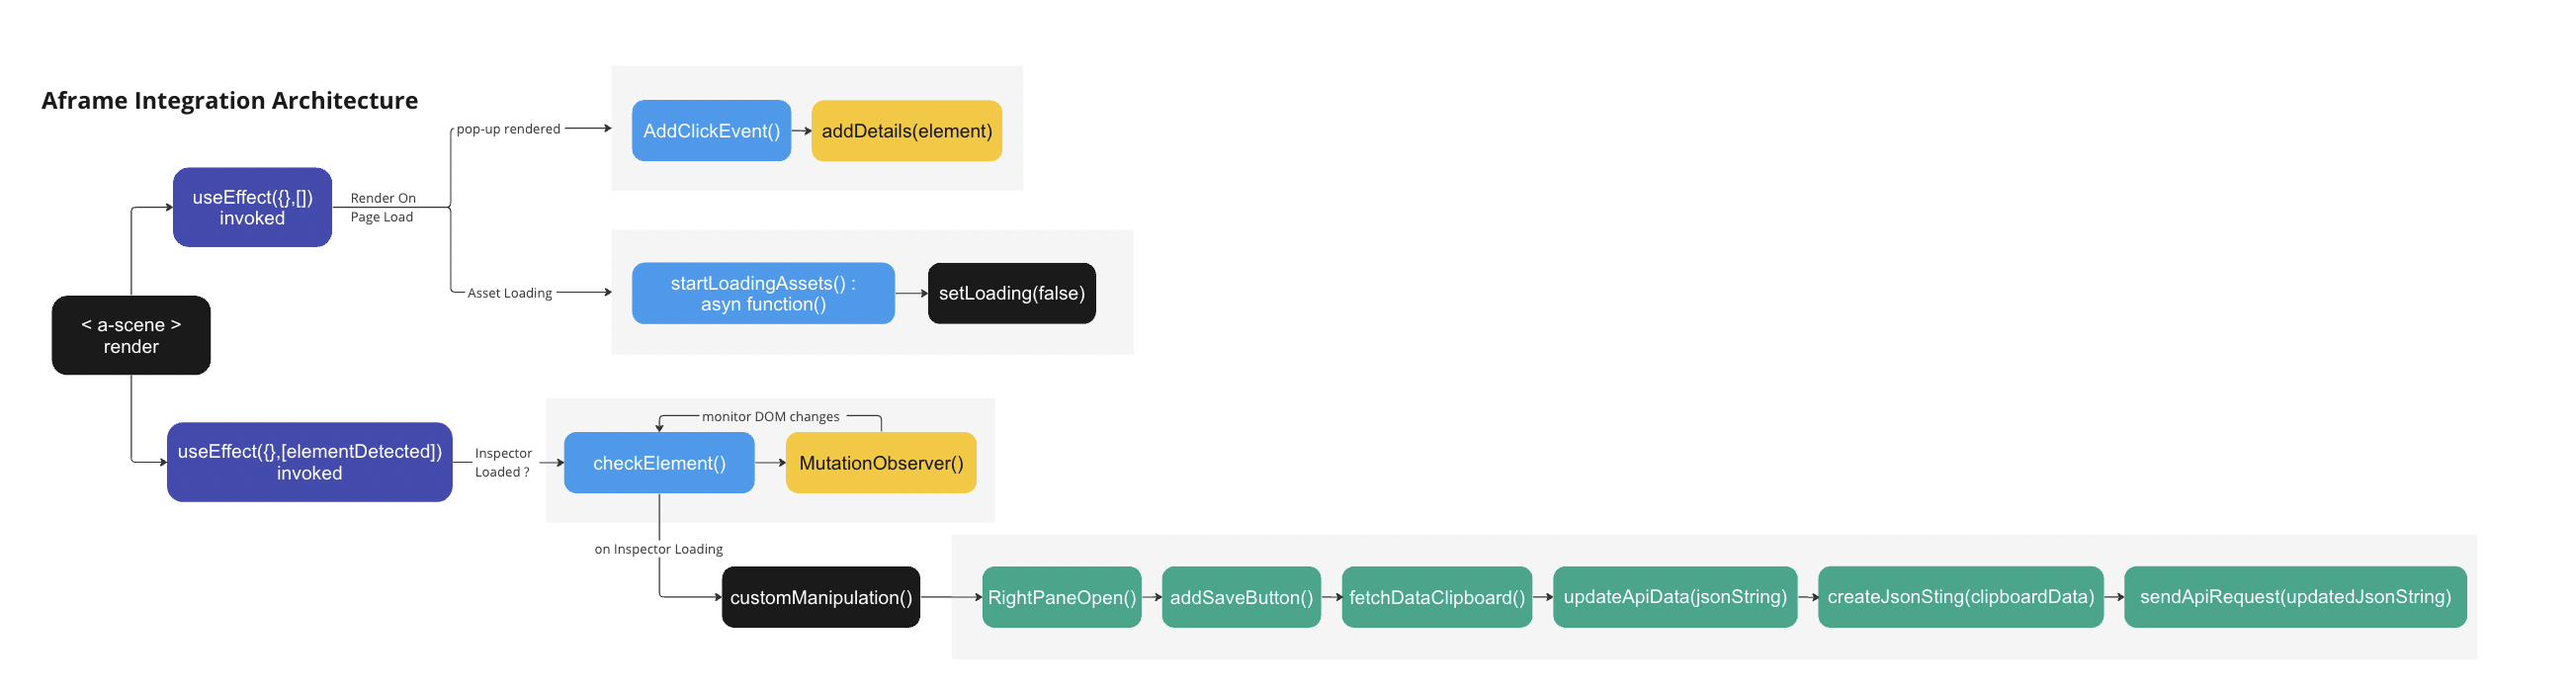 Aframe Integration Architecture
pop-up rendered
AddClickEvent()
addDetails(element)
useEffect({},[])
invoked
Render On
Page Load
Asset Loading
startLoadingAssets() :
asyn function()
setLoading(false)
< a-scene >
render
monitor DOM changes
useEffect({},[elementDetected])
invoked
Inspector
Loaded ?
checkElement()
MutationObserver()
on Inspector Loading
customManipulation()
RightPaneOpen()
addSaveButton()
fetchDataClipboard()
updateApiData(jsonString)
createJsonSting(clipboardData)
sendApiRequest(updatedJsonString)